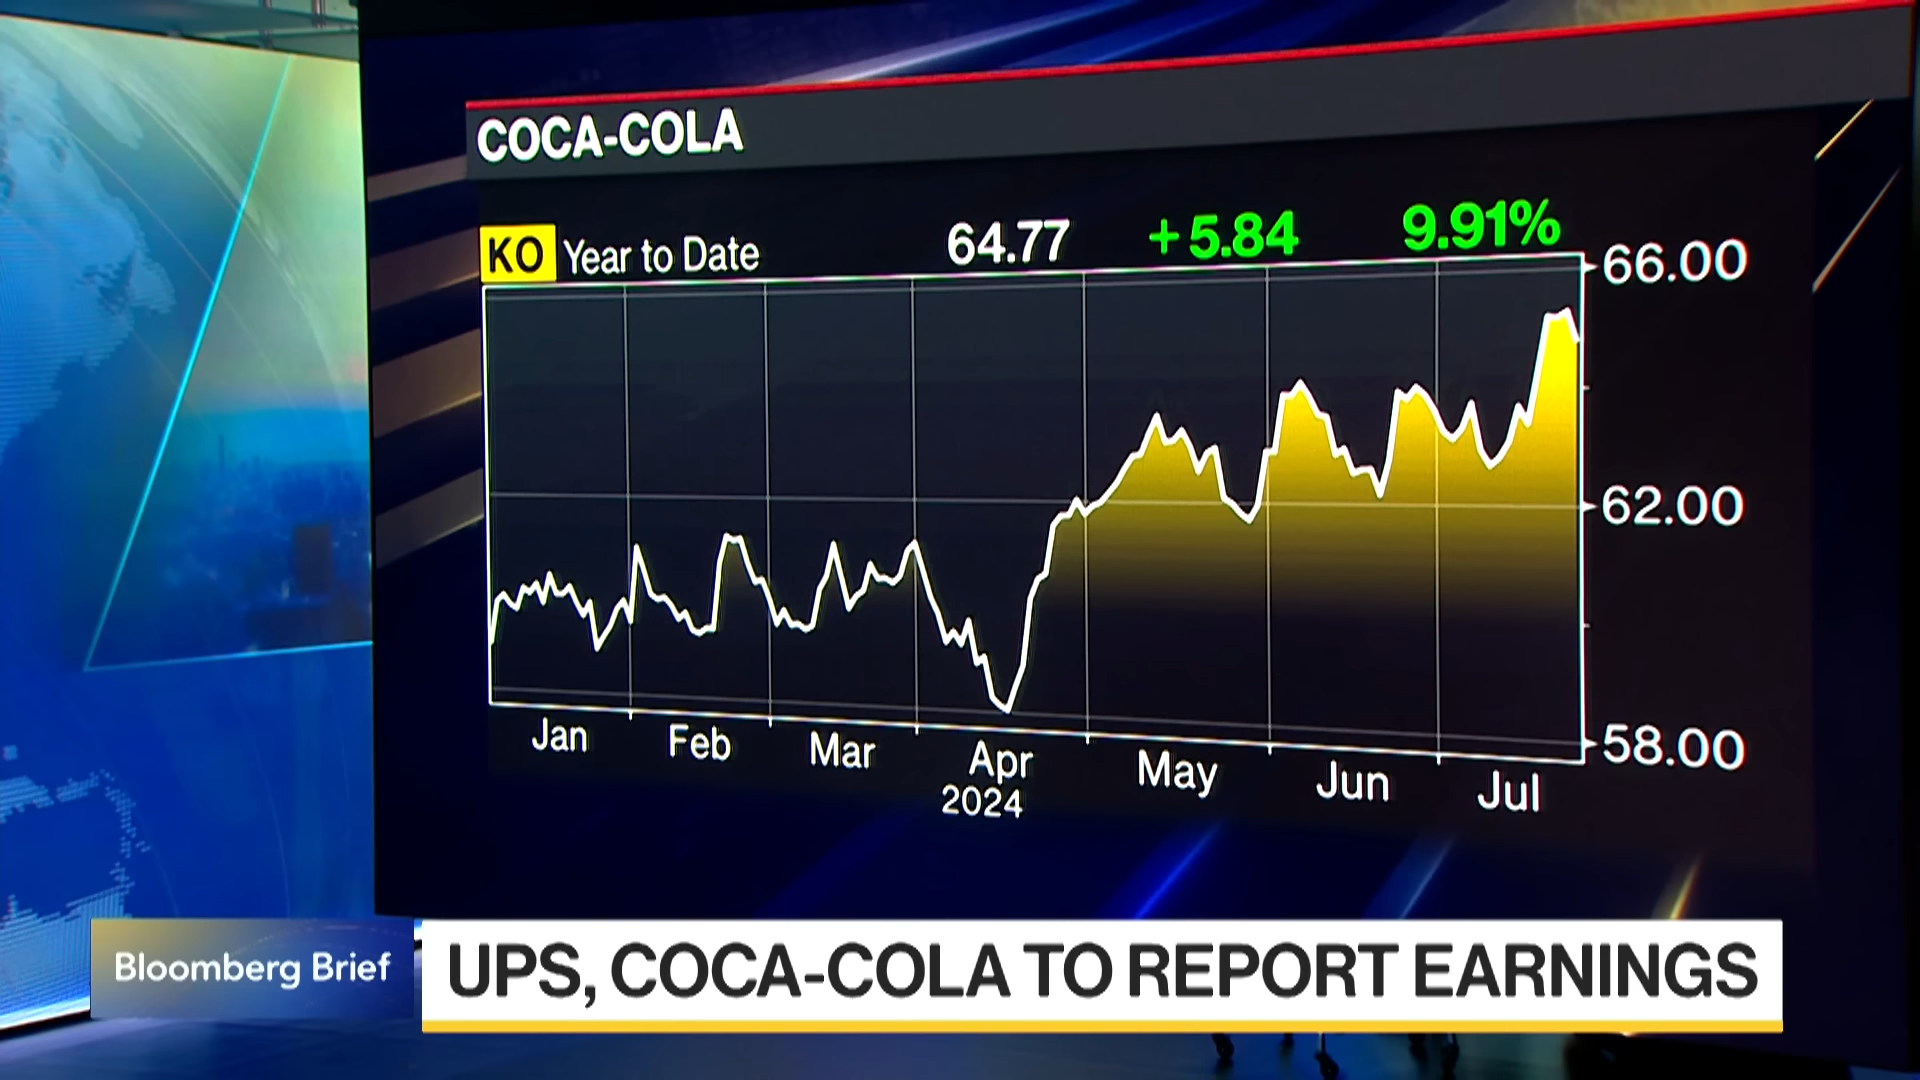 COCA-COLA
KO Year to Date 64.77 +5.84 9.91%
66.00
62.00
58.00
Jan Feb Mar Apr May Jun Jul
2024
Bloomberg Brief
UPS, COCA-COLA TO REPORT EARNINGS